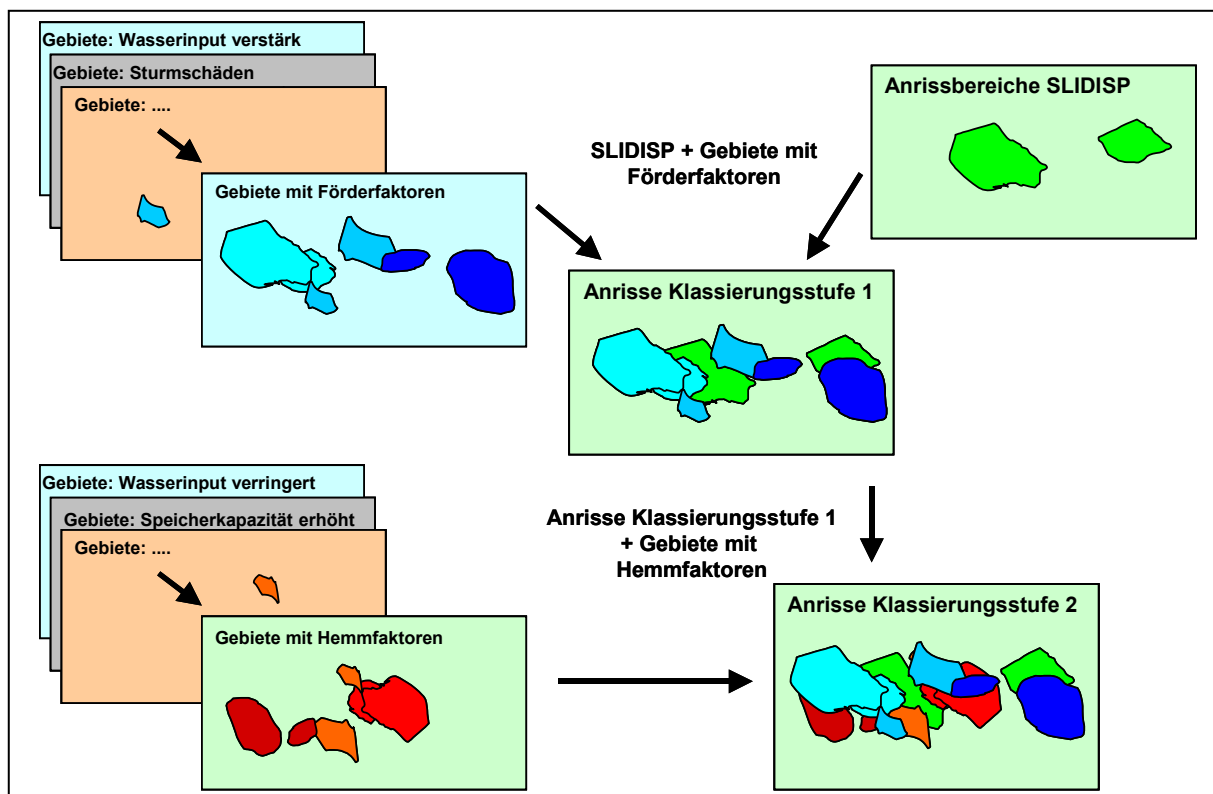 Gebiete: Wasserinput verstärk
Gebiete: Sturmschäden
Gebiete: ....
Gebiete mit Förderfaktoren
SLIDISP + Gebiete mit
Förderfaktoren
Anrissbereiche SLIDISP
Anrisse Klassierungsstufe 1
Gebiete: Wasserinput verringert
Gebiete: Speicherkapazität erhöht
Gebiete: ....
Gebiete mit Hemmfaktoren
Anrisse Klassierungsstufe 1
+ Gebiete mit
Hemmfaktoren
Anrisse Klassierungsstufe 2